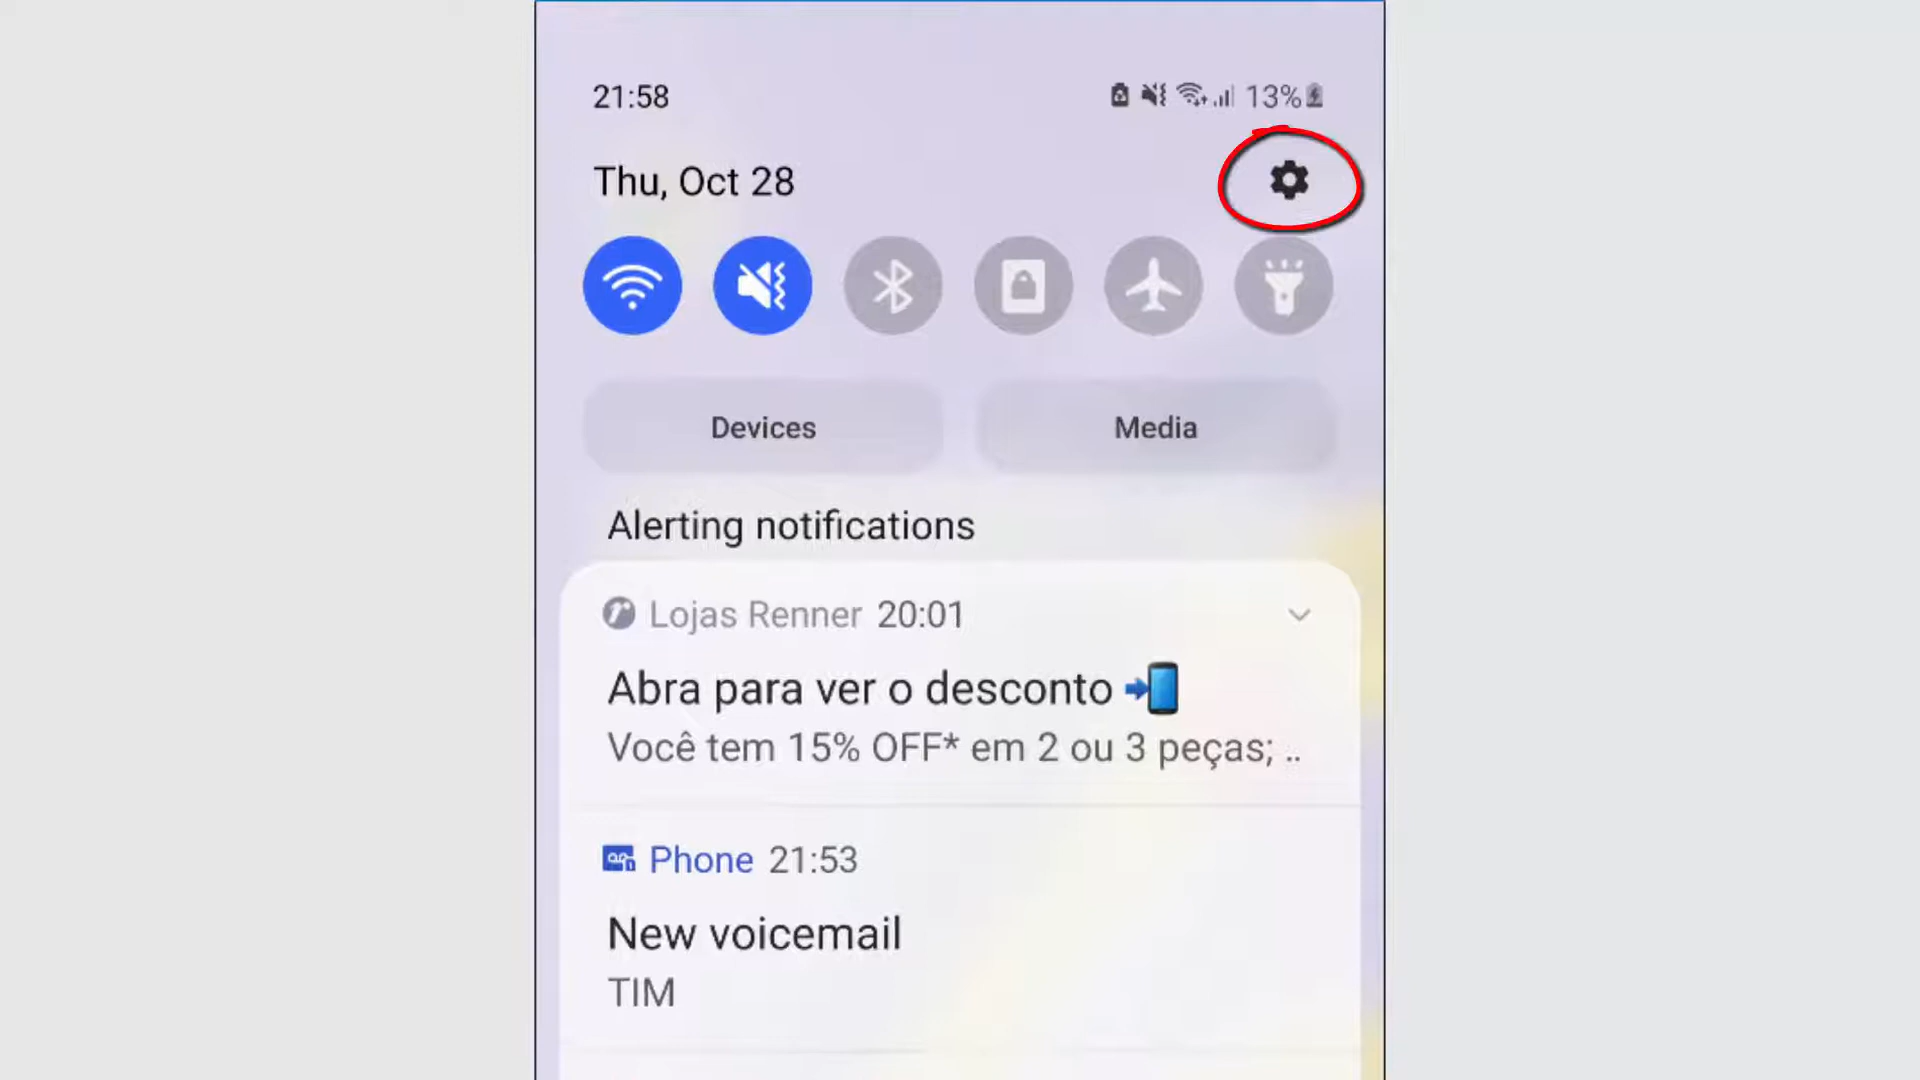 21:58 13%
Thu, Oct 28
Devices Media
Alerting notifications
Lojas Renner 20:01
Abra para ver o desconto
Você tem 15% OFF* em 2 ou 3 peças; ..
Phone 21:53
New voicemail
TIM